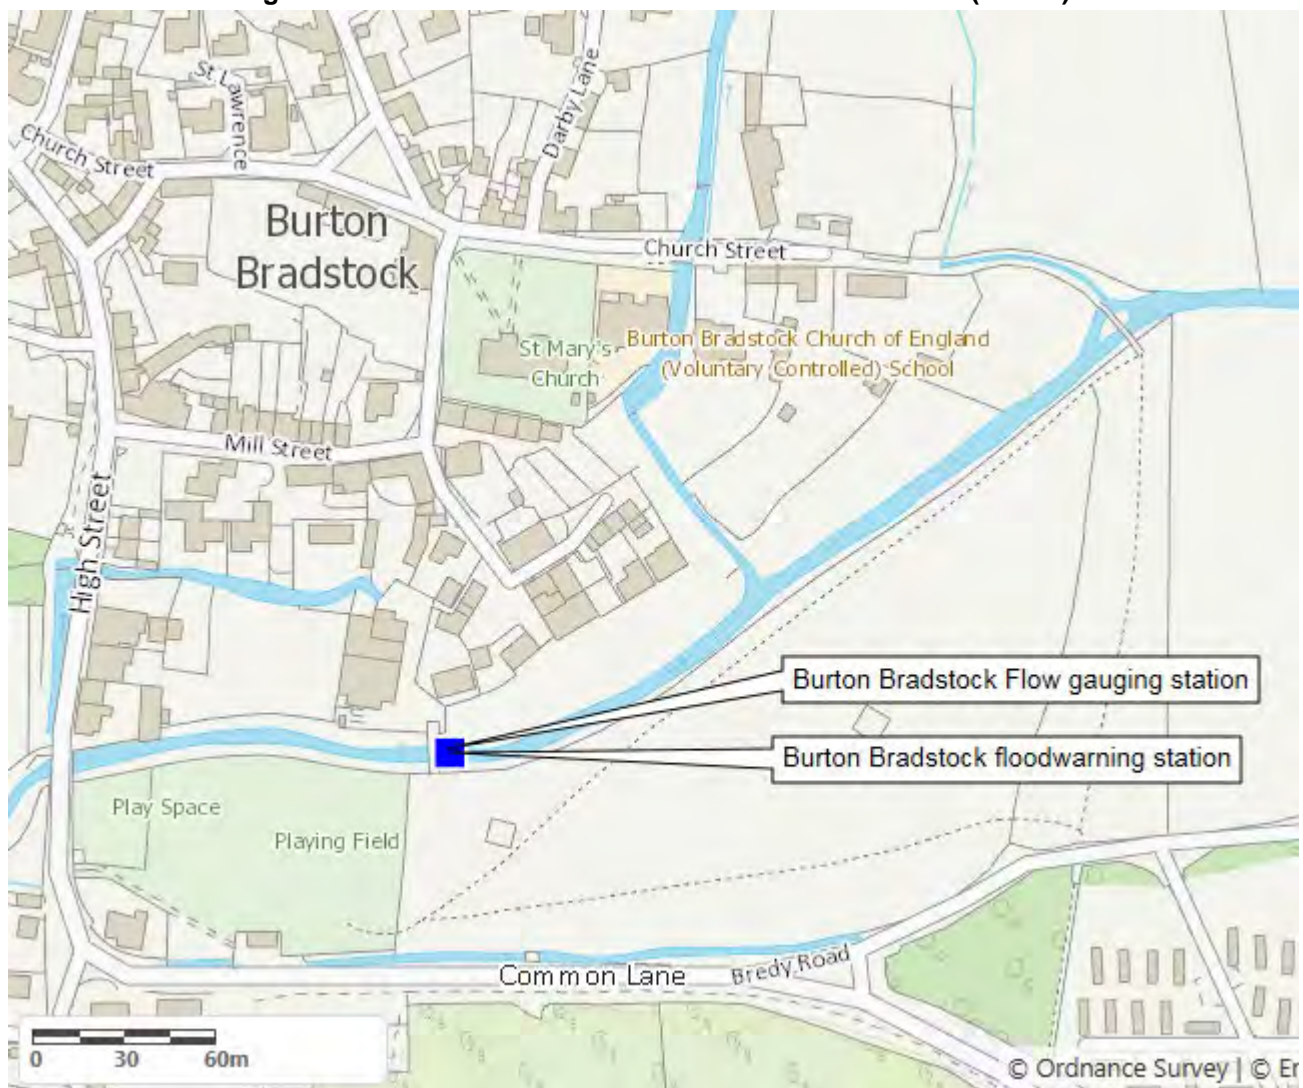 St Lawrence
Darby Lane
Church Street
Burton
Bradstock
Church Street
St Mary's
Church
Burton Bradstock Church of England
(Voluntary Controlled) School
Mill Street
High Street
Burton Bradstock Flow gauging station
Burton Bradstock floodwarning station
Play Space
Playing Field
Common Lane
Bredy Road
0 30 60m
© Ordnance Survey | ©